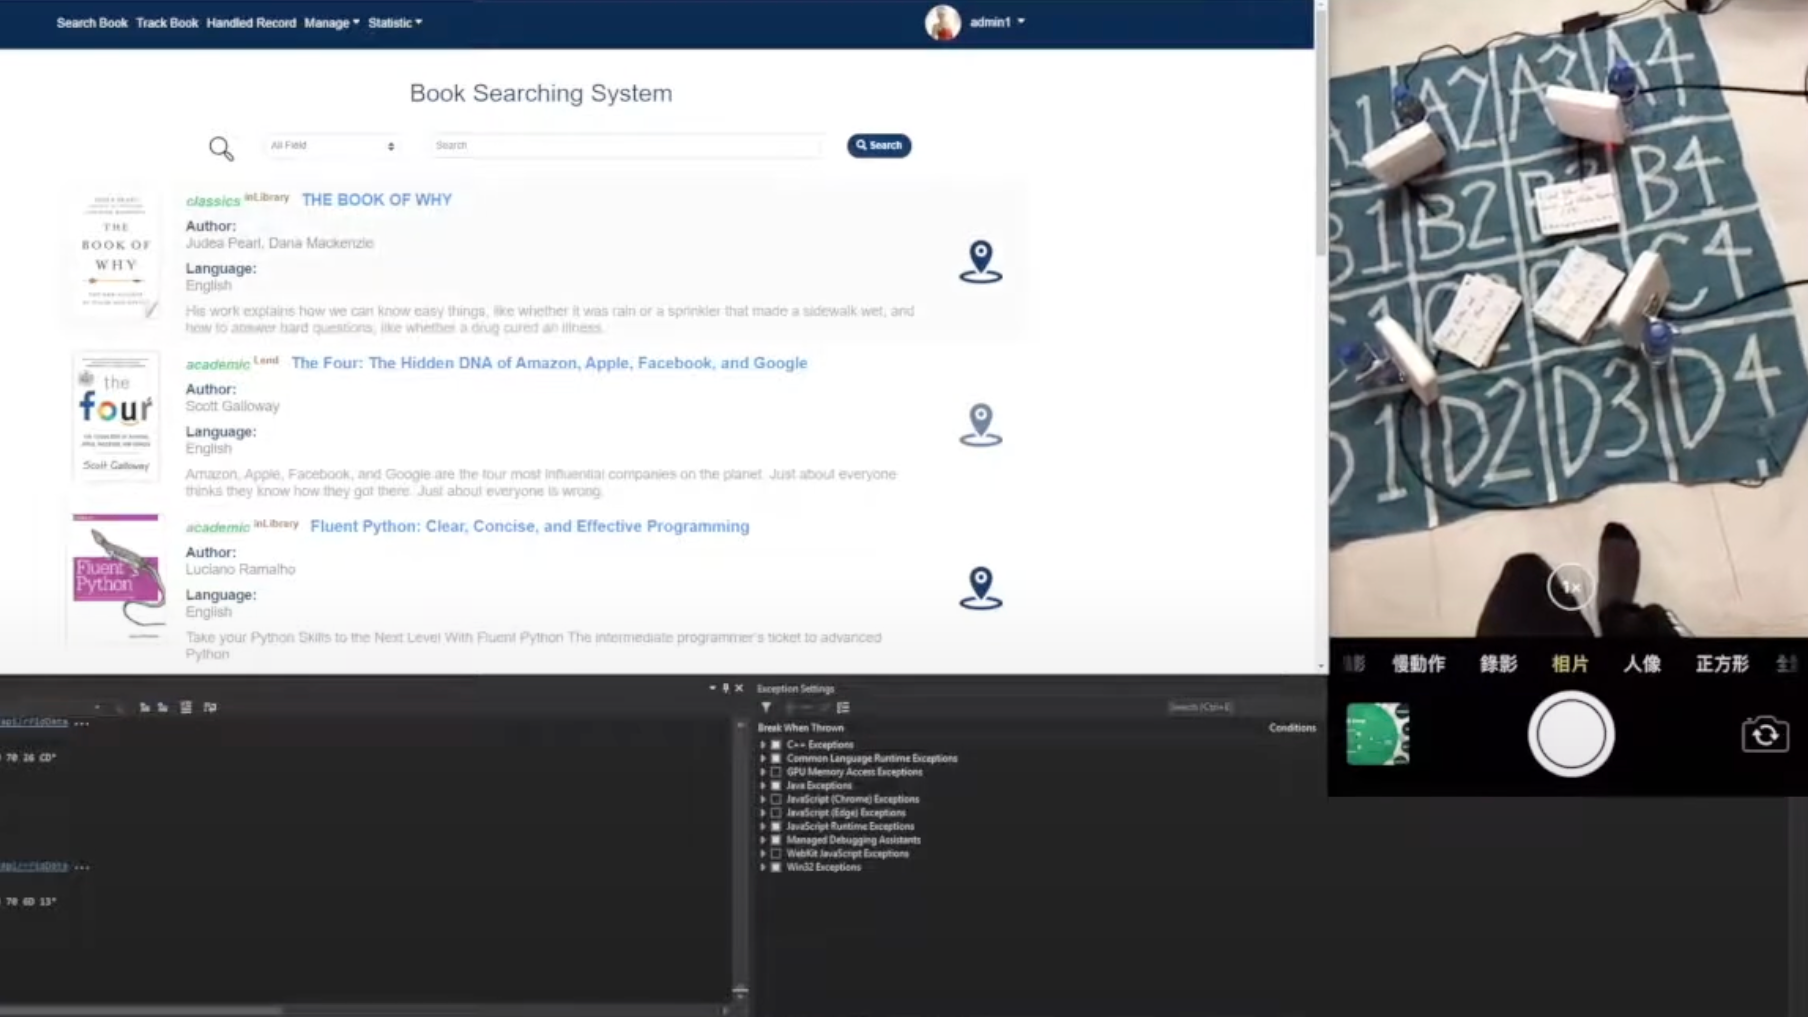 Search Book Track Book Handled Record Manage Statistic
admin1
Book Searching System
All Field
Search
Search
classics inLibrary THE BOOK OF WHY
Author:
Judea Pearl, Dana Mackenzie
Language:
English
His work explains how we can know easy things, like whether it was rain or a sprinkler that made a sidewalk wet, and
how to answer hard questions, like whether a drug cured an illness.
THE
BOOK OF
WHY
academic Lend The Four: The Hidden DNA of Amazon, Apple, Facebook, and Google
Author:
Scott Galloway
Language:
English
Amazon, Apple, Facebook, and Google are the four most influential companies on the planet. Just about everyone
thinks they know how they got there. Just about everyone is wrong.
the
four
Scott Galloway
academic inLibrary Fluent Python: Clear, Concise, and Effective Programming
Author:
Luciano Ramalho
Language:
English
Take your Python Skills to the Next Level With Fluent Python The intermediate programmer's ticket to advanced
Python
Fluent
Python
api/rfidData ...
70 36 CD"
api/rfidData ...
70 6D 13"
Exception Settings
Search (Ctrl+E)
Break When Thrown
Conditions
C++ Exceptions
Common Language Runtime Exceptions
GPU Memory Access Exceptions
Java Exceptions
JavaScript (Chrome) Exceptions
JavaScript (Edge) Exceptions
JavaScript Runtime Exceptions
Managed Debugging Assistants
WebKit JavaScript Exceptions
Win32 Exceptions
A2 A3 A4
B1 B2 B4
C4
D1 D2 D3 D4
1x
慢動作 錄影 相片 人像 正方形